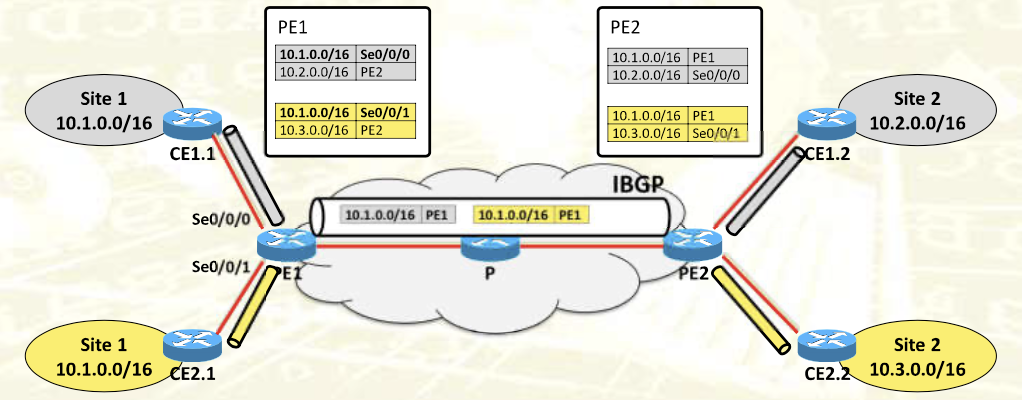 PE1
10.1.0.0/16 Se0/0/0
10.2.0.0/16 PE2
10.1.0.0/16 Se0/0/1
10.3.0.0/16 PE2
PE2
10.1.0.0/16 PE1
10.2.0.0/16 Se0/0/0
10.1.0.0/16 PE1
10.3.0.0/16 Se0/0/1
Site 1
10.1.0.0/16
CE1.1
Site 2
10.2.0.0/16
CE1.2
IBGP
10.1.0.0/16 PE1
10.1.0.0/16 PE1
Se0/0/0
Se0/0/1
PE1
P
PE2
Site 1
10.1.0.0/16
CE2.1
Site 2
10.3.0.0/16
CE2.2